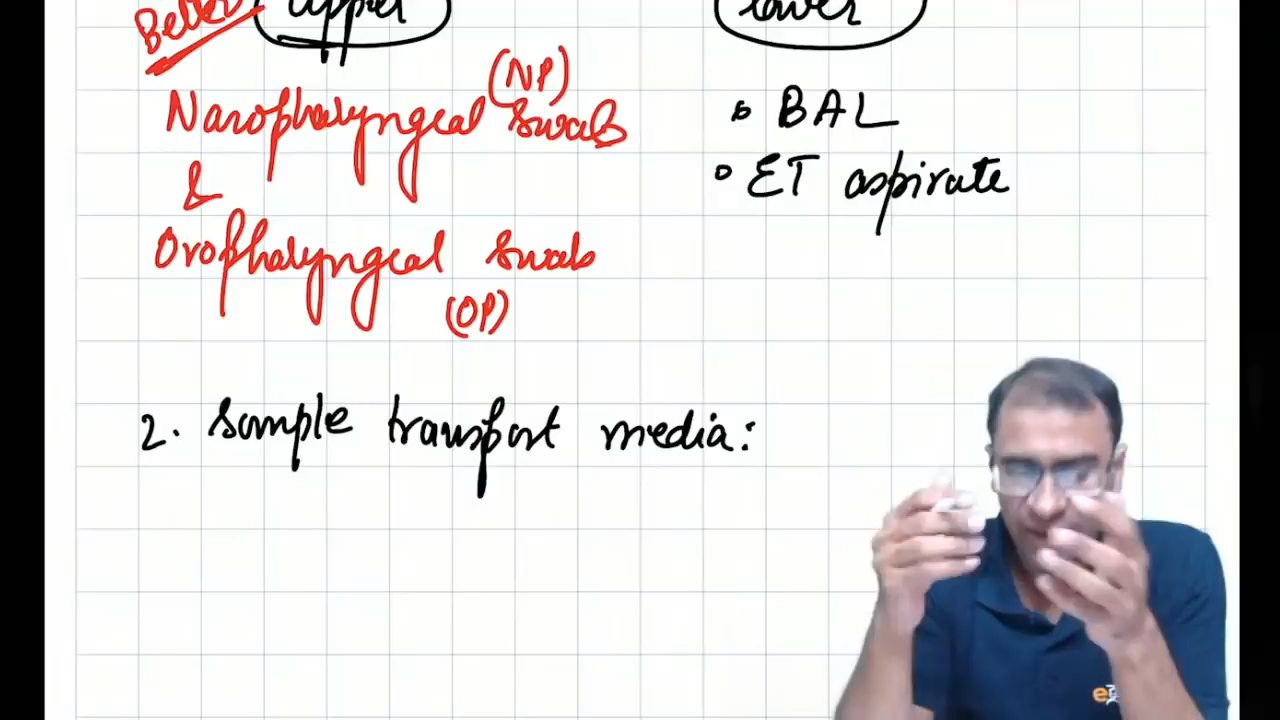 Better
upper
lower
(NP)
Nasopharyngeal Swab
&
Oropharyngeal Swab
(OP)
• BAL
• ET aspirate
2. Sample transport media: